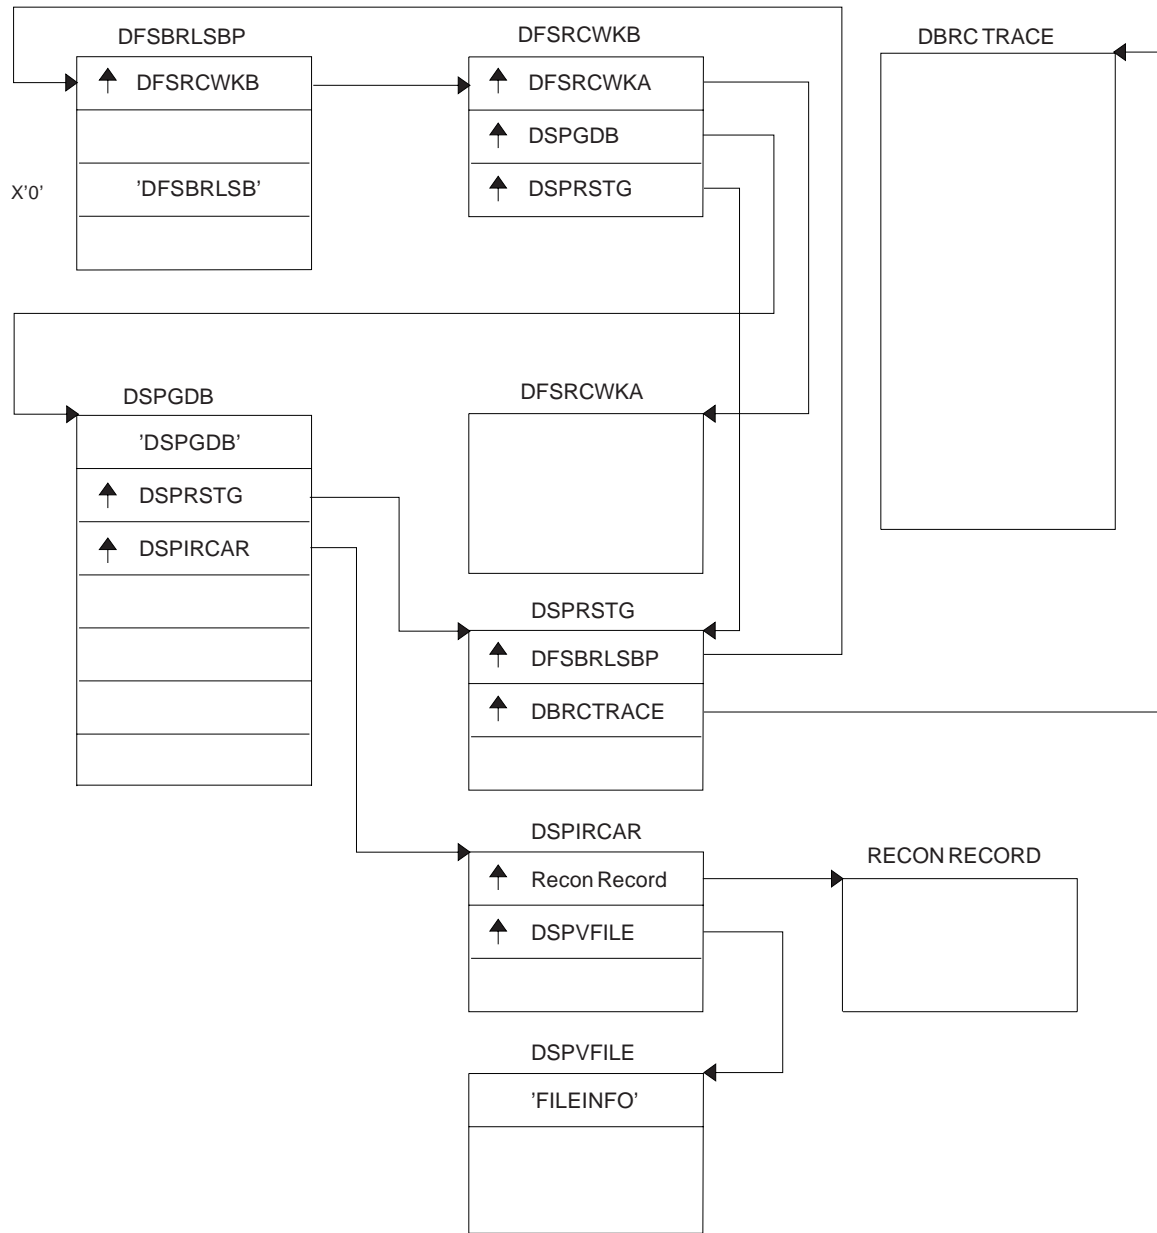 DFSBRLSBP
DFSRCWKB
DBRC TRACE
DFSRCWKB
DFSRCWKA
DSPGDB
X'0'
'DFSBRLSB'
DSPRSTG
DSPGDB
DFSRCWKA
'DSPGDB'
DSPRSTG
DSPIRCAR
DSPRSTG
DFSBRLSBP
DBRCTRACE
DSPIRCAR
RECON RECORD
Recon Record
DSPVFILE
DSPVFILE
'FILEINFO'